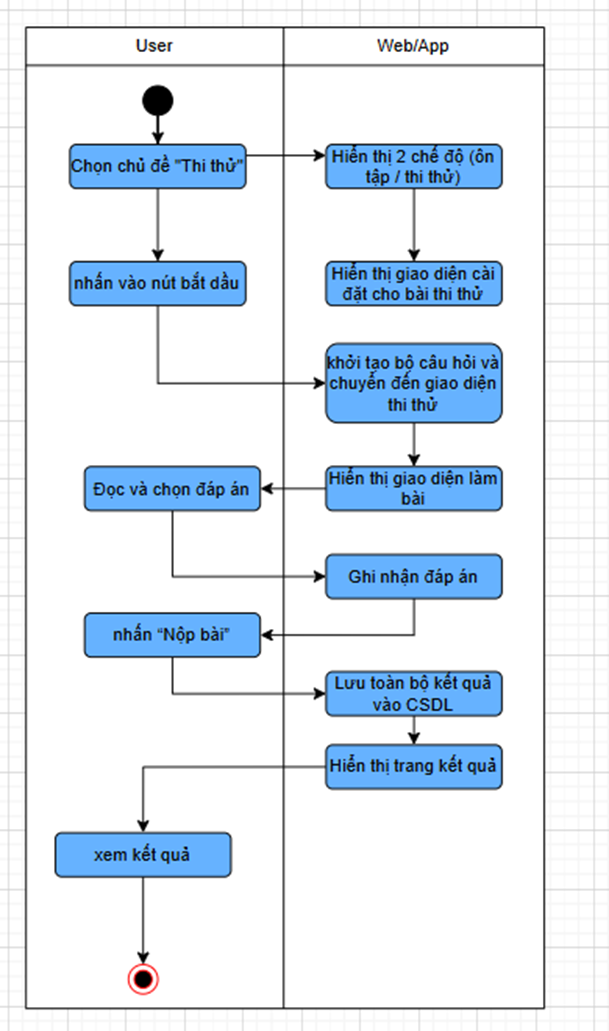 User
Web/App
Chọn chủ đề "Thi thử"
Hiển thị 2 chế độ (ôn
tập / thi thử)
nhấn vào nút bắt dầu
Hiển thị giao diện cài
đặt cho bài thi thử
khởi tạo bộ câu hỏi và
chuyển đến giao diện
thi thử
Đọc và chọn đáp án
Hiển thị giao diện làm
bài
Ghi nhận đáp án
nhấn “Nộp bài”
Lưu toàn bộ kết quả
vào CSDL
Hiển thị trang kết quả
xem kết quả